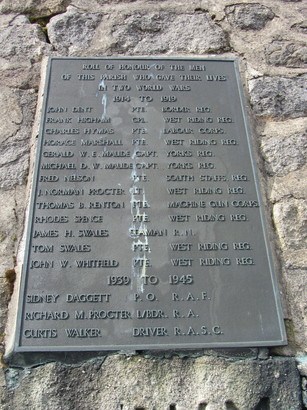 ROLL OF HONOUR OF THE MEN
OF THIS PARISH WHO GAVE THEIR LIVES
IN TWO WORLD WARS.
1914 TO 1919
JOHN DENT PTE. BORDER REG.
FRANK HIGHAM CPL. WEST RIDING REG.
CHARLES HYMAS PTE. LABOUR CORPS.
HORACE MARSHALL PTE. WEST RIDING REG.
GERALD W. E. MAUDE CAPT. YORKS REG.
MICHAEL D. W. MAUDE CAPT. YORKS REG.
FRED NELSON PTE. SOUTH STAFFS. REG.
J. NORMAN PROCTER WEST RIDING REG.
THOMAS B. RENTON PTE. MACHINE GUN CORPS.
RHODES SPENCE PTE. WEST RIDING REG.
JAMES H. SWALES SEAMAN R.N.
TOM SWALES PTE. WEST RIDING REG.
JOHN W. WHITFIELD PTE. WEST RIDING REG.
1939 TO 1945
SIDNEY DAGGETT P.O. R.A.F.
RICHARD M. PROCTER L/BDR. R.A.
CURTIS WALKER DRIVER R.A.S.C.